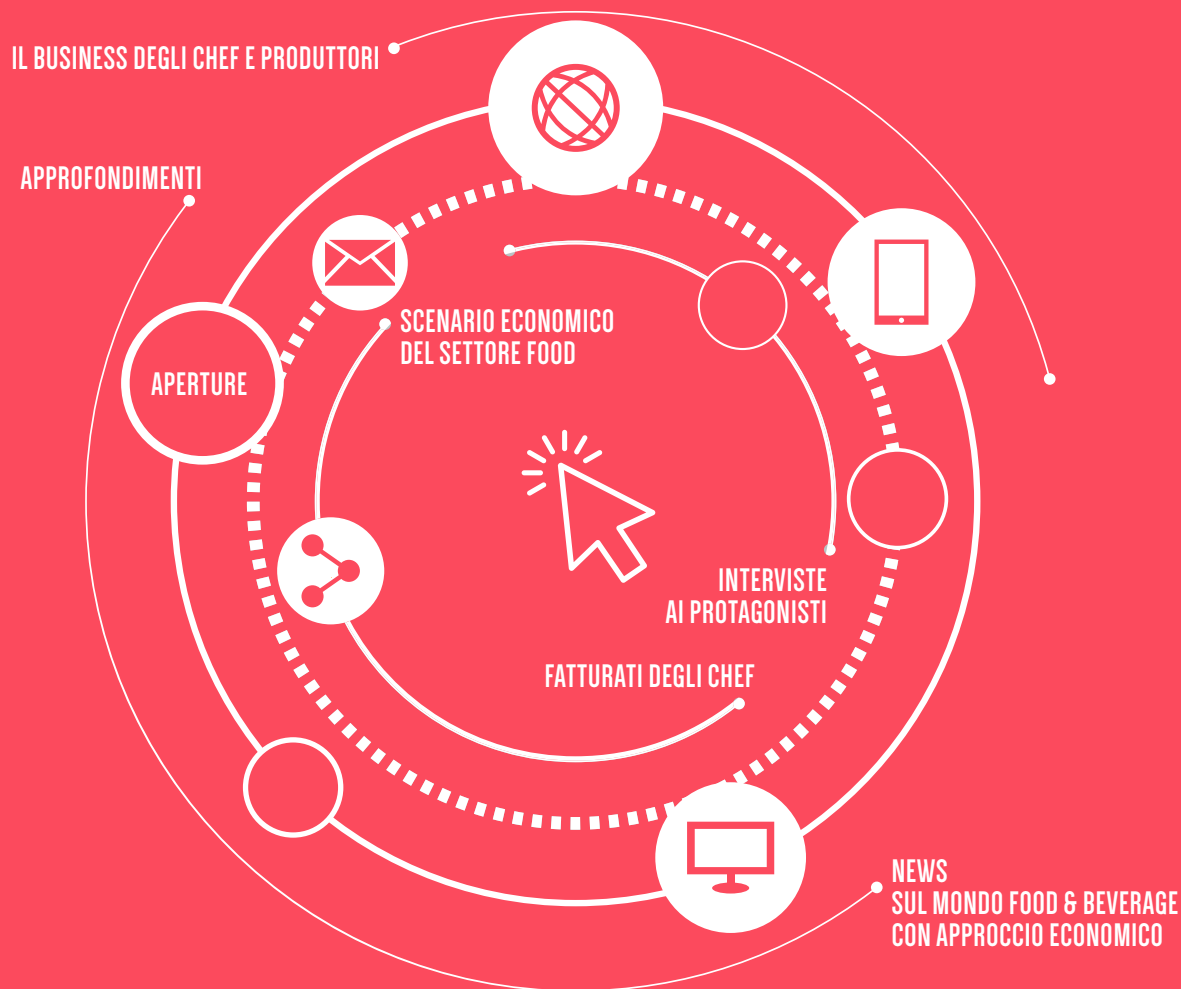 IL BUSINESS DEGLI CHEF E PRODUTTORI
APPROFONDIMENTI
SCENARIO ECONOMICO
DEL SETTORE FOOD
APERTURE
INTERVISTE
AI PROTAGONISTI
FATTURATI DEGLI CHEF
NEWS
SUL MONDO FOOD & BEVERAGE
CON APPROCCIO ECONOMICO